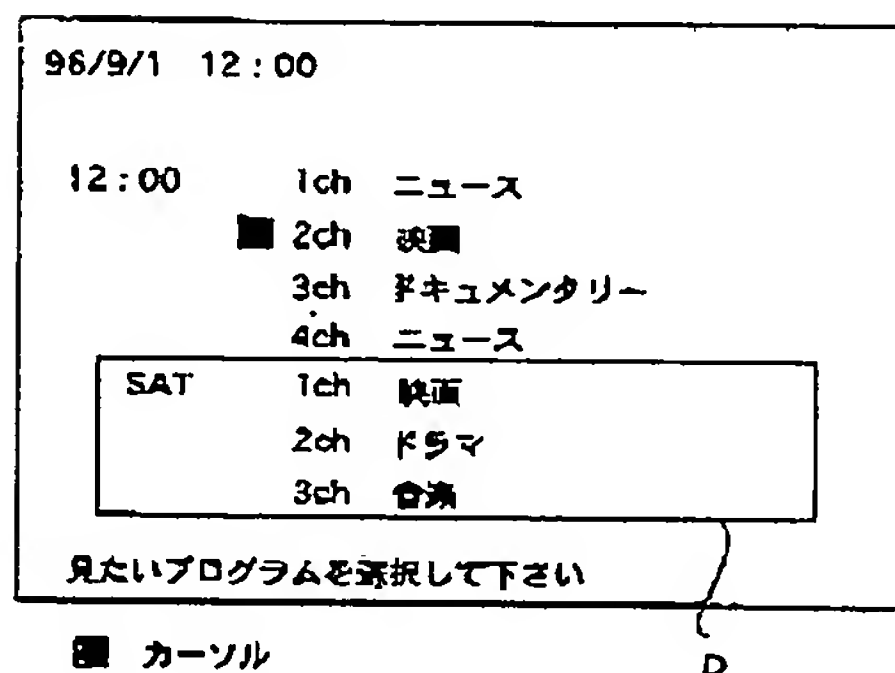 96/9/1 12:00
12:00 1ch ニュース
2ch 映画
3ch ドキュメンタリー
4ch ニュース
SAT 1ch 映画
2ch ドラマ
3ch 音楽
見たいプログラムを選択して下さい
カーソル
D